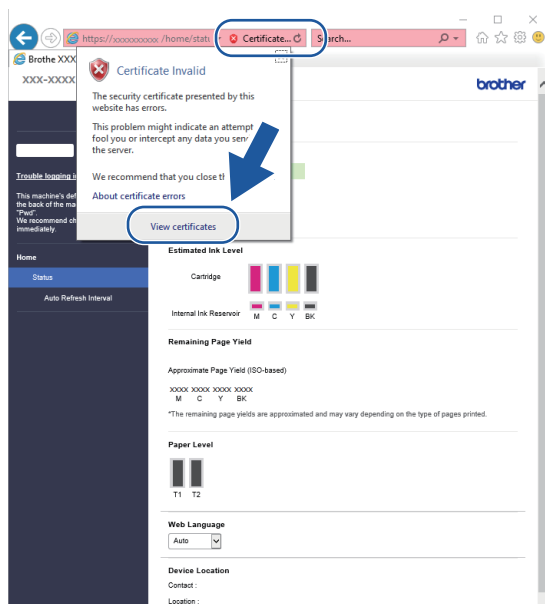 https://xxxxxxxxxx /home/statu
Certificate...
Search...
Brothe XXX
XXX-XXXX
brother
Certificate Invalid
The security certificate presented by this
website has errors.
This problem might indicate an attempt
fool you or intercept any data you send
the server.
We recommend that you close
About certificate errors
View certificates
Trouble logging i
This machine's def
the back of the ma
"Pwd".
We recommend ch
immediately.
Home
Status
Auto Refresh Interval
Estimated Ink Level
Cartridge
Internal Ink Reservoir
M C Y BK
Remaining Page Yield
Approximate Page Yield (ISO-based)
XXXX XXXX XXXX XXXX
M C Y BK
*The remaining page yields are approximated and may vary depending on the type of pages printed.
Paper Level
T1 T2
Web Language
Auto
Device Location
Contact :
Location :